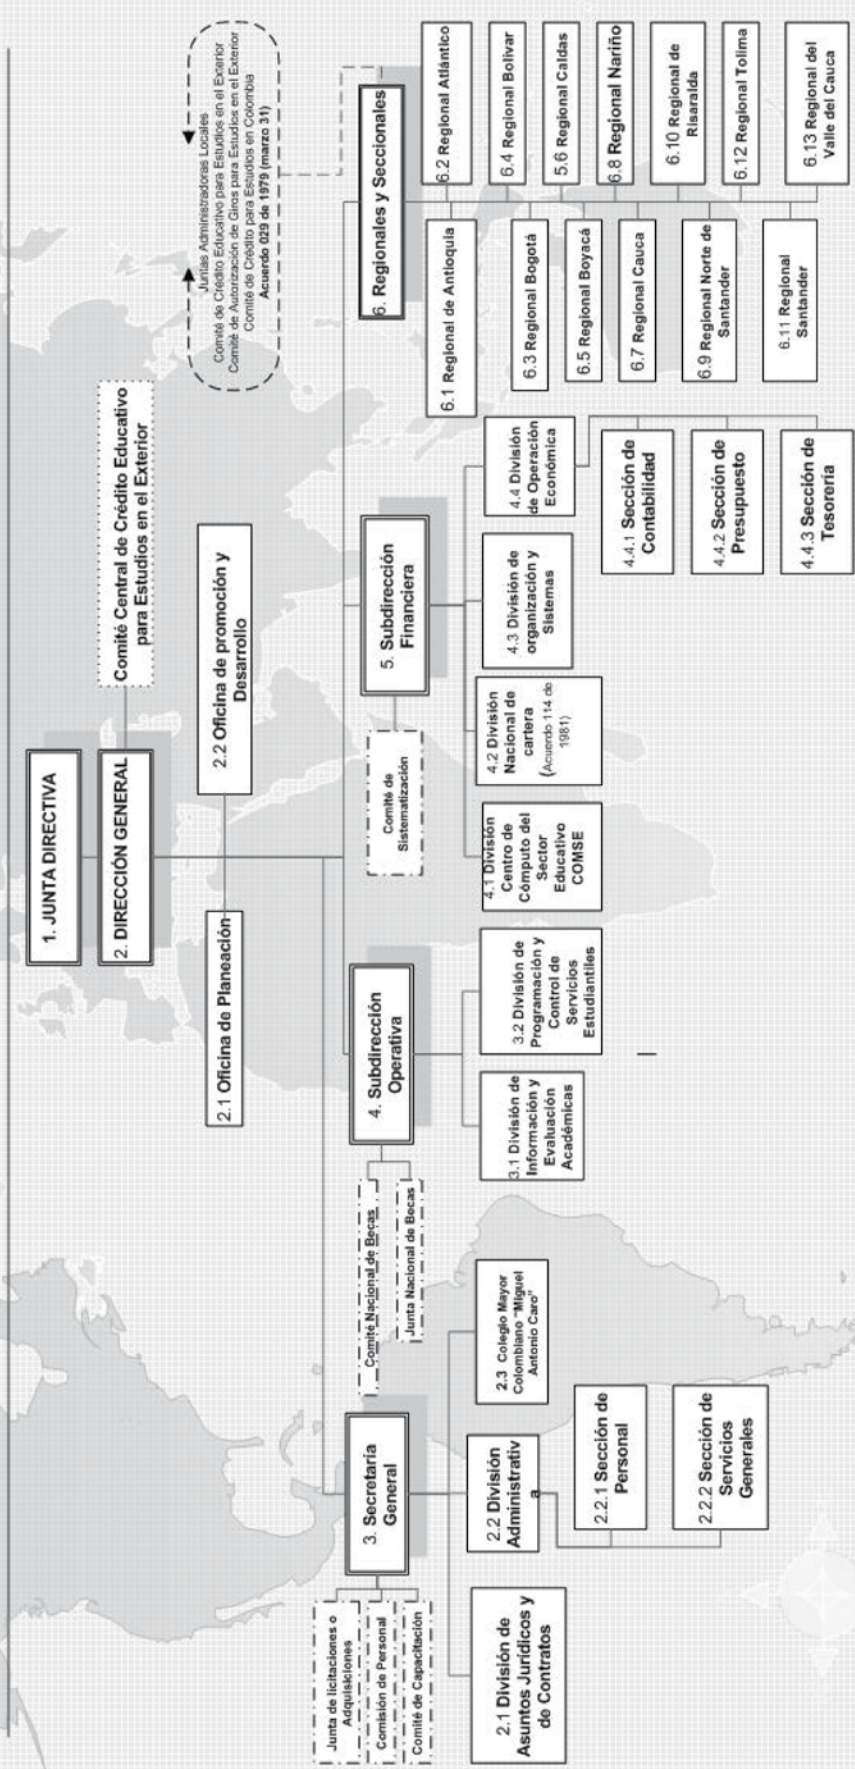 1. JUNTA DIRECTIVA
2. DIRECCIÓN GENERAL
Comité Central de Crédito Educativo
para Estudios en el Exterior
2.1 Oficina de Planeación
2.2 Oficina de promoción y
Desarrollo
Juntas Administradoras Locales
Comité de Crédito Educativo para Estudios en el Exterior
Comité de Autorización de Giros para Estudios en el Exterior
Comité de Crédito para Estudios en Colombia
Acuerdo 029 de 1979 (marzo 31)
3. Secretaría
General
Junta de licitaciones o
Adquisiciones
Comisión de Personal
Comité de Capacitación
2.1 División de
Asuntos Jurídicos y
de Contratos
2.2 División
Administrativ
a
2.2.1 Sección de
Personal
2.2.2 Sección de
Servicios
Generales
2.3 Colegio Mayor
Colombiano "Miguel
Antonio Caro"
4. Subdirección
Operativa
Comité Nacional de Becas
Junta Nacional de Becas
3.1 División de
Información y
Evaluación
Académicas
3.2 División de
Programación y
Control de
Servicios
Estudiantiles
5. Subdirección
Financiera
Comité de
Sistematización
4.1 División
Centro de
Cómputo del
Sector
Educativo
COMSE
4.2 División
Nacional de
cartera
(Acuerdo 114 de
1981)
4.3 División de
organización y
Sistemas
4.4 División
de Operación
Económica
4.4.1 Sección de
Contabilidad
4.4.2 Sección de
Presupuesto
4.4.3 Sección de
Tesorería
6. Regionales y Seccionales
6.1 Regional de Antioquia
6.2 Regional Atlántico
6.3 Regional Bogotá
6.4 Regional Bolivar
6.5 Regional Boyacá
5.6 Regional Caldas
6.7 Regional Cauca
6.8 Regional Nariño
6.9 Regional Norte de
Santander
6.10 Regional de
Risaralda
6.11 Regional
Santander
6.12 Regional Tolima
6.13 Regional del
Valle del Cauca